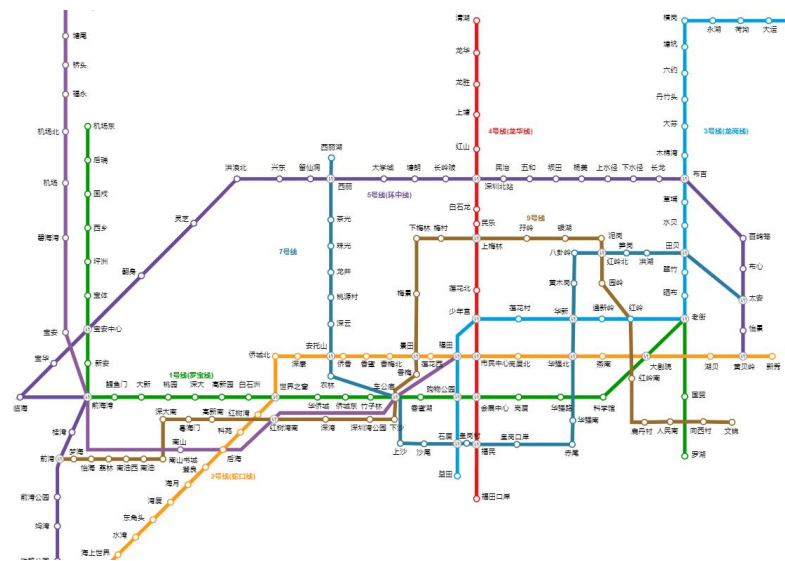 塘尾
桥头
福永
机场北
机场
碧海湾
宝安
机场东
后瑞
固戍
西乡
坪洲
宝体
宝安中心
新安
前海湾
临海
宝华
翻身
灵芝
洪浪北
兴东
留仙洞
西丽湖
西丽
大学城
塘朗
长岭陂
深圳北站
民治
五和
坂田
杨美
上水径
下水径
长龙
布吉
百鸽笼
布心
太安
怡景
黄贝岭
新秀
5号线(环中线)
清湖
龙华
龙胜
上塘
红山
4号线(龙华线)
白石龙
民乐
上梅林
莲花北
少年宫
市民中心
会展中心
福民
福田口岸
横岗
永湖
荷坳
大运
塘坑
六约
丹竹头
大芬
木棉湾
3号线(龙岗线)
草埔
水贝
田贝
翠竹
晒布
老街
国贸
罗湖
9号线
下梅林
梅村
孖岭
银湖
泥岗
八卦岭
红岭北
笋岗
洪湖
黄木岗
园岭
梅景
莲花村
华新
通新岭
红岭
7号线
茶光
珠光
龙井
桃源村
深云
安托山
农林
侨城北
深康
侨香
香蜜
香梅北
景田
莲花西
福田
香梅
车公庙
岗厦北
华强北
燕南
大剧院
湖贝
红岭南
1号线(罗宝线)
鲤鱼门
大新
桃园
深大
高新园
白石洲
世界之窗
华侨城
侨城东
竹子林
香蜜湖
购物公园
岗厦
华强路
科学馆
深大南
高新南
红树湾
粤海门
科苑
红树湾南
深湾
深圳湾公园
下沙
上沙
沙尾
石厦
皇岗村
皇岗口岸
赤尾
华强南
益田
鹿丹村
人民南
向西村
文锦
桂湾
前湾
梦海
怡海
荔林
南油西
南油
南山
南山书城
登良
后海
2号线(蛇口线)
海月
湾厦
东角头
水湾
海上世界
前湾公园
妈湾